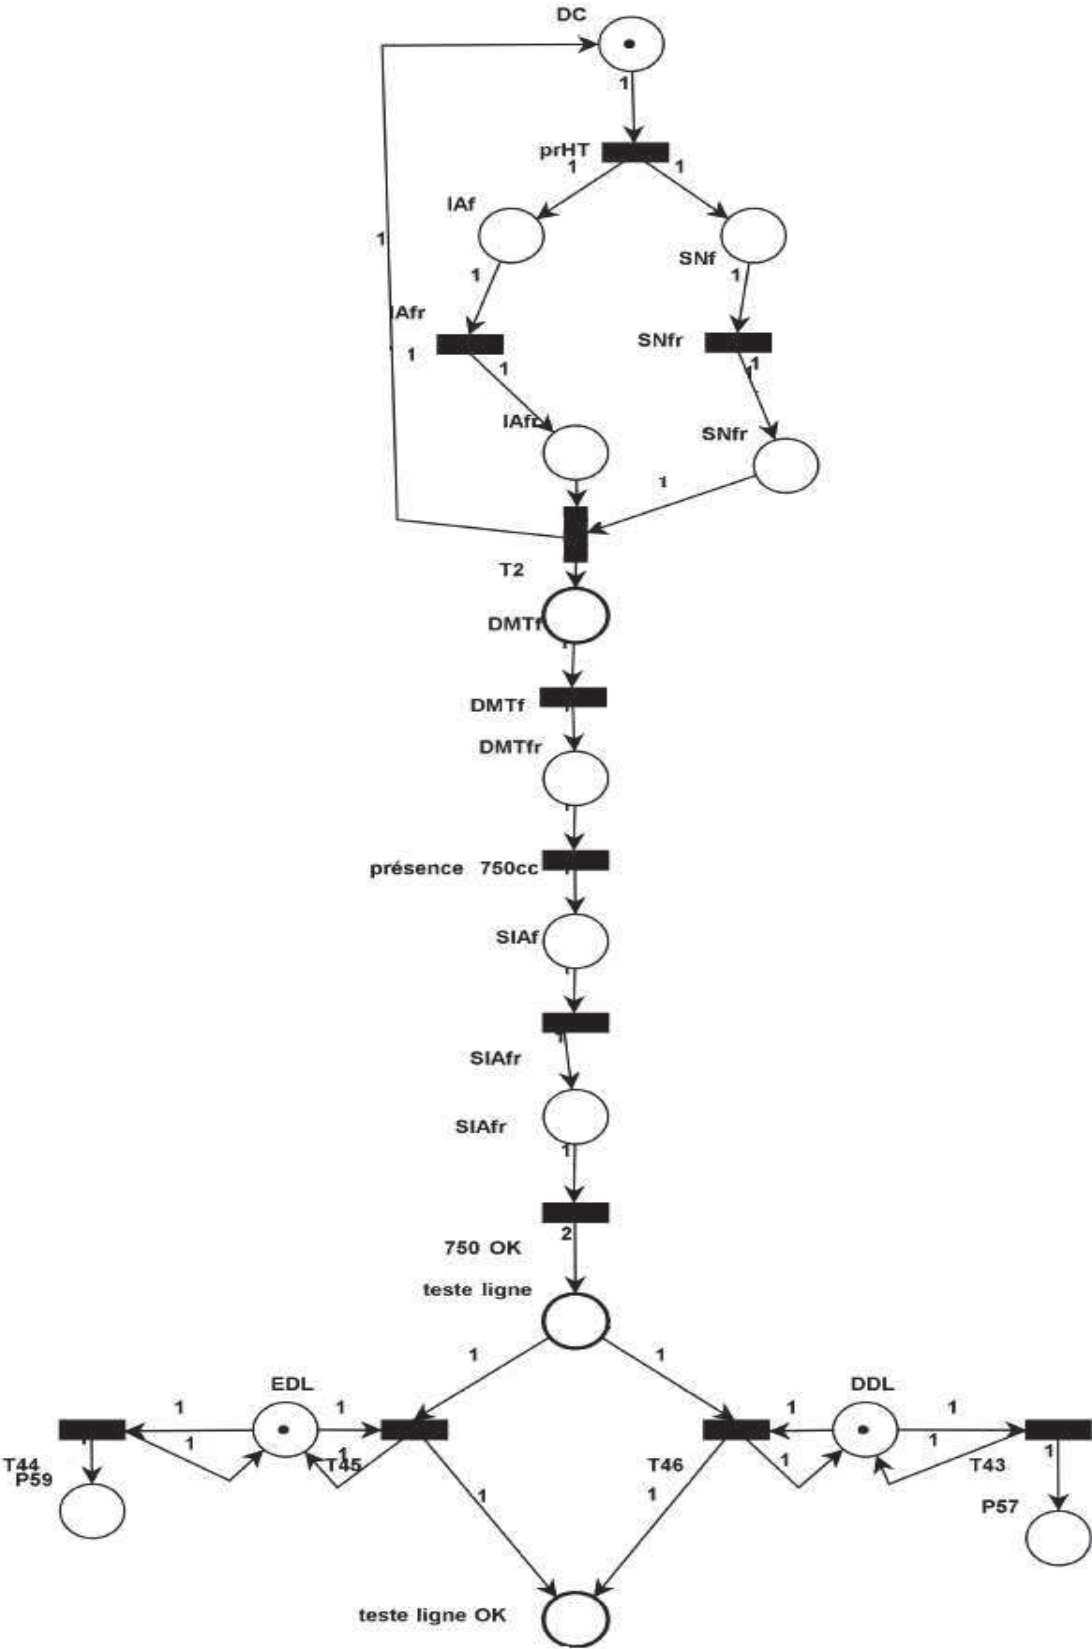 DC
1
prHT
1 1
IAf
SNf
1 1
1
IAfr
SNfr
1 1
1
1
IAfr
SNfr
1
T2
DMTf
1
DMTf
DMTfr
présence 750cc
SIAf
1
SIAfr
SIAfr
1
2
750 OK
teste ligne
1 1
EDL DDL
1 1 1 1
1 1 1 1 1
T44 T45 T46 T43
P59
P57
1 1
teste ligne OK